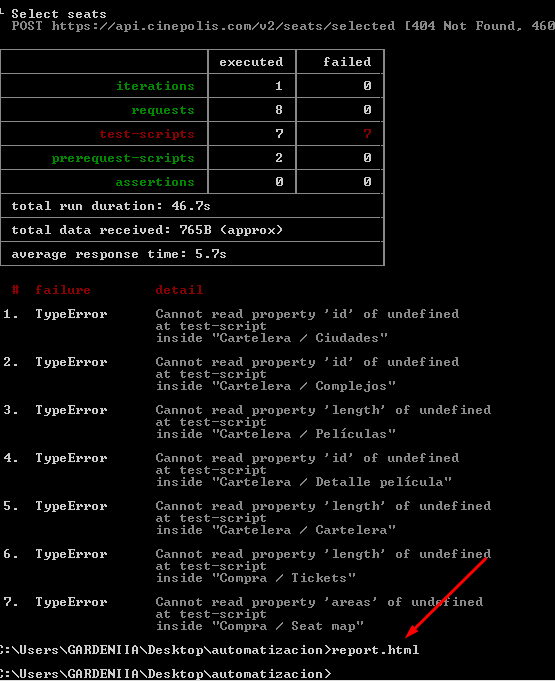 └ Select seats
POST https://api.cinepolis.com/v2/seats/selected [404 Not Found, 460
executed failed
iterations 1 0
requests 8 0
test-scripts 7 7
prerequest-scripts 2 0
assertions 0 0
total run duration: 46.7s
total data received: 765B (approx)
average response time: 5.7s
# failure detail
1. TypeError Cannot read property 'id' of undefined
at test-script
inside "Cartelera / Ciudades"
2. TypeError Cannot read property 'id' of undefined
at test-script
inside "Cartelera / Complejos"
3. TypeError Cannot read property 'length' of undefined
at test-script
inside "Cartelera / Películas"
4. TypeError Cannot read property 'id' of undefined
at test-script
inside "Cartelera / Detalle película"
5. TypeError Cannot read property 'length' of undefined
at test-script
inside "Cartelera / Cartelera"
6. TypeError Cannot read property 'length' of undefined
at test-script
inside "Compra / Tickets"
7. TypeError Cannot read property 'areas' of undefined
at test-script
inside "Compra / Seat map"
C:\Users\GARDENIIA\Desktop\automatizacion>report.html
C:\Users\GARDENIIA\Desktop\automatizacion>